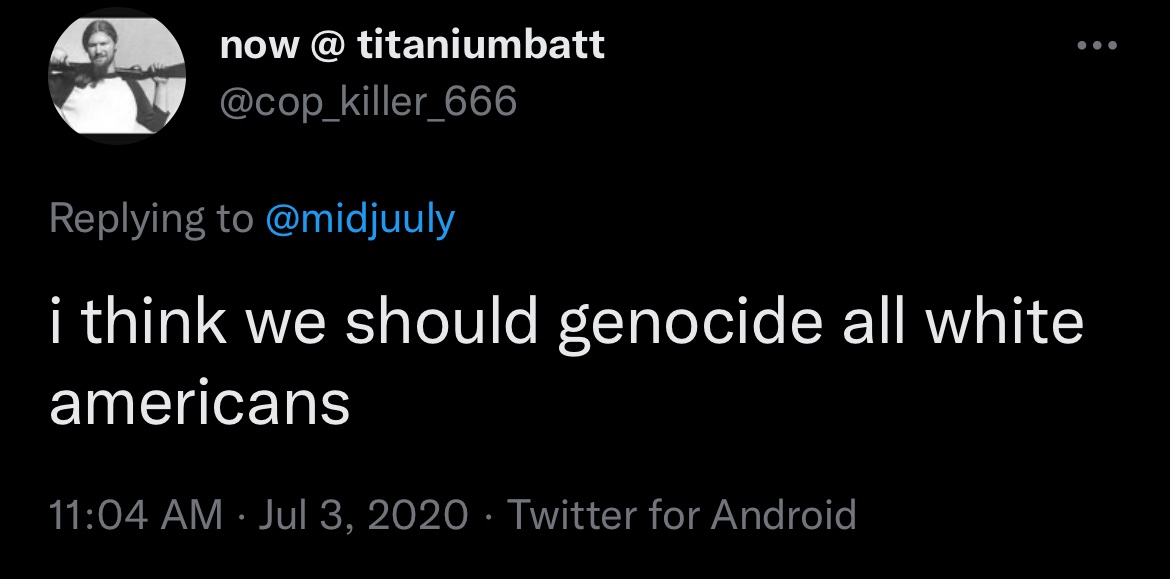 now @ titaniumbatt
@cop_killer_666
Replying to @midjuuly
i think we should genocide all white
americans
11:04 AM · Jul 3, 2020 · Twitter for Android